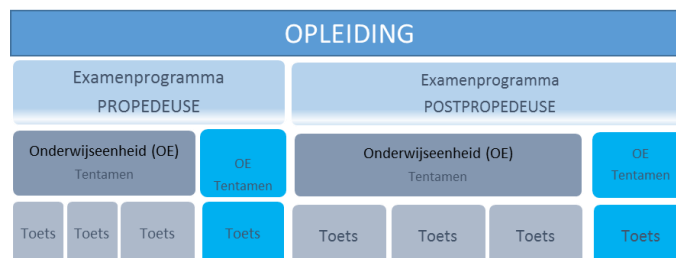 OPLEIDING
Examenprogramma
PROPEDEUSE
Examenprogramma
POSTPROPEDEUSE
Onderwijseenheid (OE)
Tentamen
OE
Tentamen
Onderwijseenheid (OE)
Tentamen
OE
Tentamen
Toets Toets Toets Toets Toets Toets Toets Toets